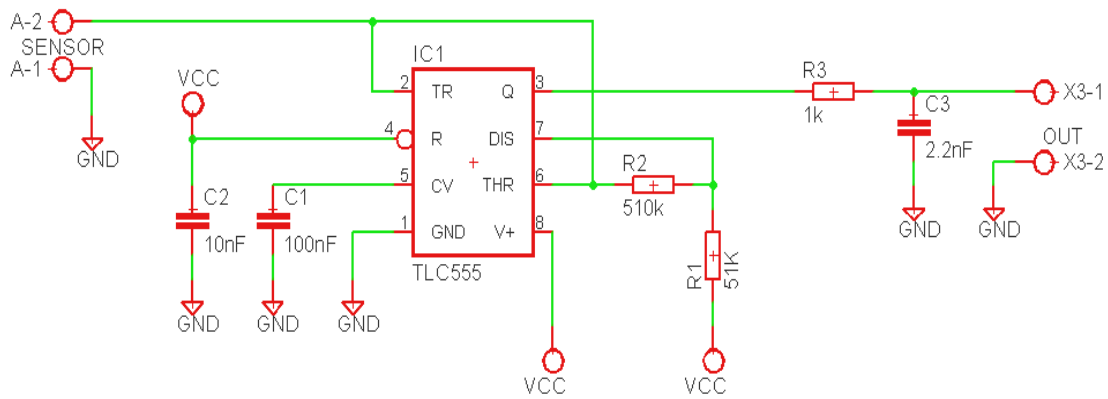 A-2
SENSOR
A-1
GND
VCC
IC1
2 TR Q 3
4 R DIS 7
5 CV THR 6
1 GND V+ 8
TLC555
C2
10nF
GND
C1
100nF
GND
GND
R2
510k
R1
51K
VCC
VCC
R3
1k
C3
2.2nF
GND
X3-1
OUT
X3-2
GND